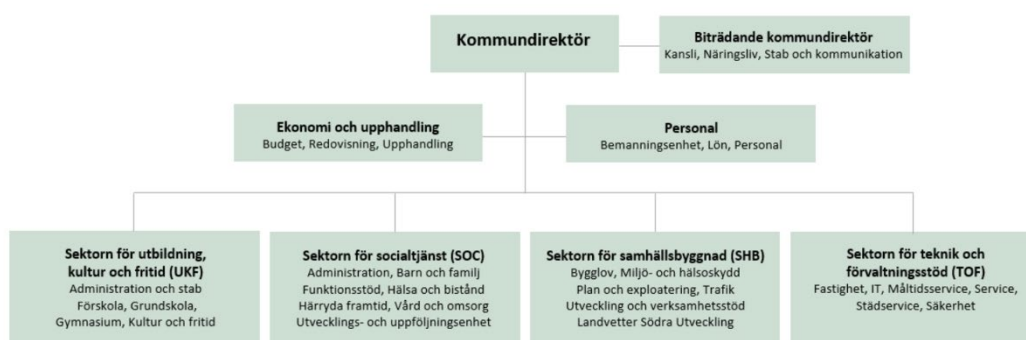 Kommundirektör
Biträdande kommundirektör
Kansli, Näringsliv, Stab och kommunikation
Ekonomi och upphandling
Budget, Redovisning, Upphandling
Personal
Bemanningsenhet, Lön, Personal
Sektorn för utbildning,
kultur och fritid (UKF)
Administration och stab
Förskola, Grundskola,
Gymnasium, Kultur och fritid
Sektorn för socialtjänst (SOC)
Administration, Barn och familj
Funktionsstöd, Hälsa och bistånd
Härryda framtid, Vård och omsorg
Utvecklings- och uppföljningsenhet
Sektorn för samhällsbyggnad (SHB)
Bygglov, Miljö- och hälsoskydd
Plan och exploatering, Trafik
Utveckling och verksamhetsstöd
Landvetter Södra Utveckling
Sektorn för teknik och
förvaltningsstöd (TOF)
Fastighet, IT, Måltidsservice, Service,
Städservice, Säkerhet